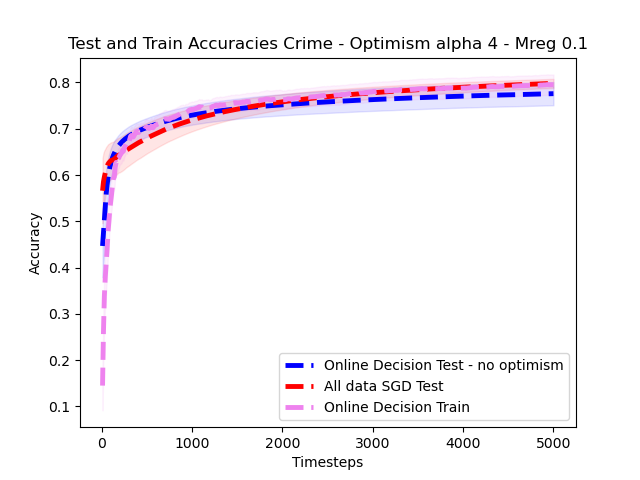 Test and Train Accuracies Crime - Optimism alpha 4 - Mreg 0.1
0.8
0.7
0.6
0.5
0.4
0.3
0.2
0.1
Accuracy
Online Decision Test - no optimism
All data SGD Test
Online Decision Train
0 1000 2000 3000 4000 5000
Timesteps